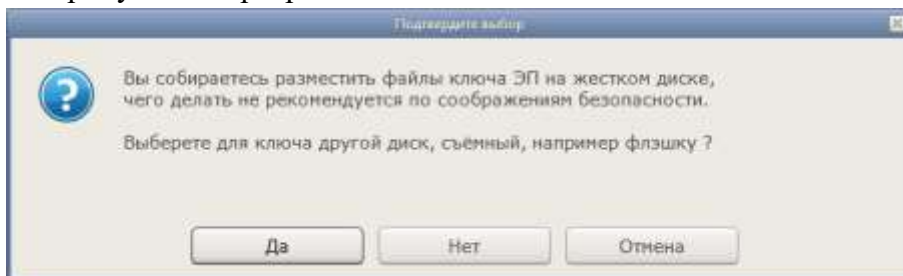 Подтвердите выбор
Вы собираетесь разместить файлы ключа ЭП на жестком диске,
чего делать не рекомендуется по соображениям безопасности.
Выберете для ключа другой диск, съёмный, например флэшку ?
Да
Нет
Отмена